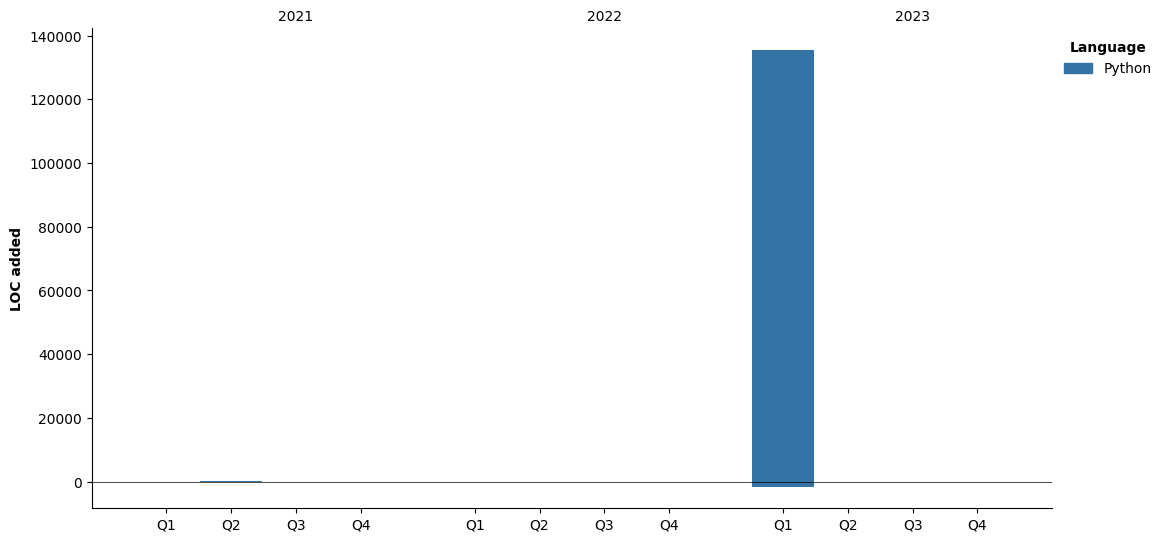 2021 2022 2023
Language
Python
LOC added
140000
120000
100000
80000
60000
40000
20000
0
Q1 Q2 Q3 Q4 Q1 Q2 Q3 Q4 Q1 Q2 Q3 Q4